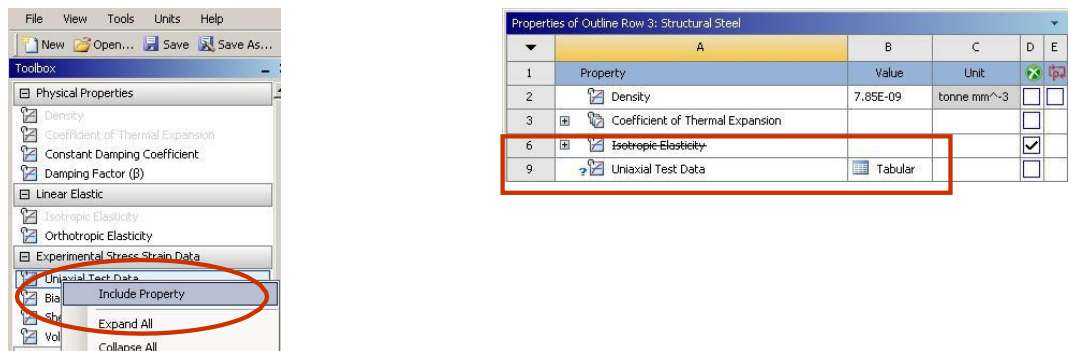 File View Tools Units Help
New Open... Save Save As...
Toolbox
Physical Properties
Density
Coefficient of Thermal Expansion
Constant Damping Coefficient
Damping Factor (β)
Linear Elastic
Isotropic Elasticity
Orthotropic Elasticity
Experimental Stress Strain Data
Uniaxial Test Data
Include Property
Expand All
Collapse All
Properties of Outline Row 3: Structural Steel
A B C D E
1 Property Value Unit
2 Density 7.85E-09 tonne mm^-3
3 Coefficient of Thermal Expansion
6 Isotropic Elasticity
9 Uniaxial Test Data Tabular